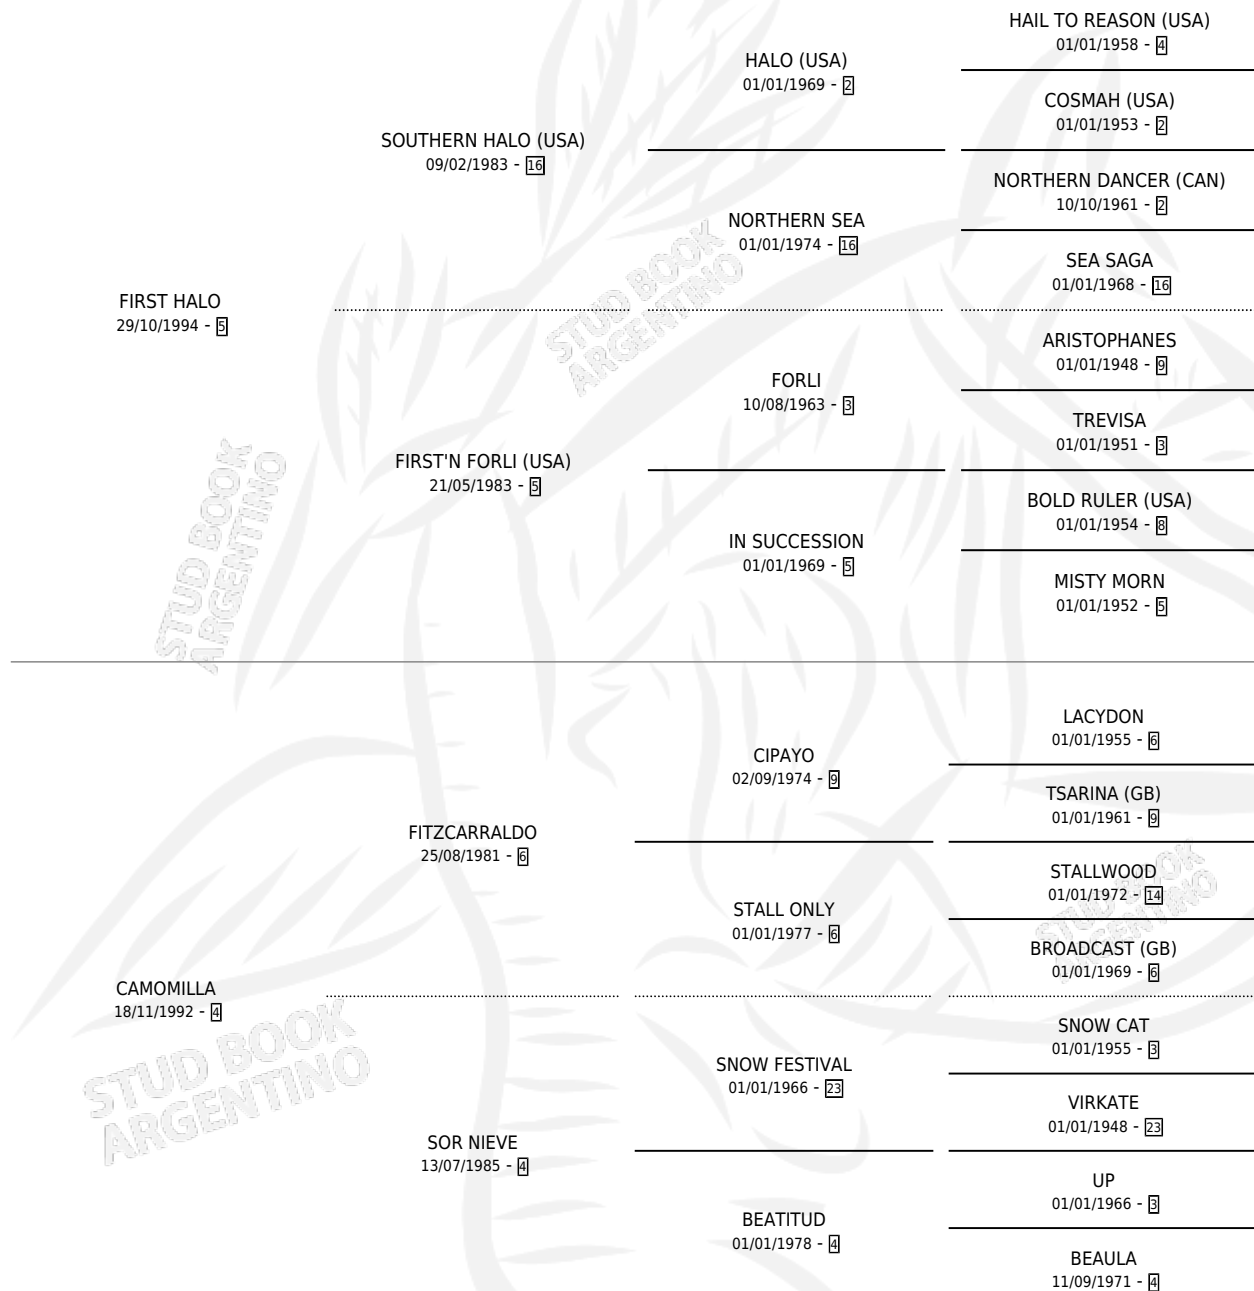 HAIL TO REASON (USA)
01/01/1958 - 4
HALO (USA)
01/01/1969 - 2
COSMAH (USA)
01/01/1953 - 2
SOUTHERN HALO (USA)
09/02/1983 - 16
NORTHERN DANCER (CAN)
10/10/1961 - 2
NORTHERN SEA
01/01/1974 - 16
SEA SAGA
01/01/1968 - 16
FIRST HALO
29/10/1994 - 5
STUD BOOK
ARGENTINO
ARISTOPHANES
01/01/1948 - 9
FORLI
10/08/1963 - 3
TREVISA
01/01/1951 - 3
FIRST'N FORLI (USA)
21/05/1983 - 5
BOLD RULER (USA)
01/01/1954 - 8
IN SUCCESSION
01/01/1969 - 5
MISTY MORN
01/01/1952 - 5
STUD BOOK
ARGENTINO
LACYDON
01/01/1955 - 6
CIPAYO
02/09/1974 - 9
TSARINA (GB)
01/01/1961 - 9
FITZCARRALDO
25/08/1981 - 6
STALLWOOD
01/01/1972 - 14
STALL ONLY
01/01/1977 - 6
BROADCAST (GB)
01/01/1969 - 6
STUD BOOK
ARGENTINO
CAMOMILLA
18/11/1992 - 4
SNOW CAT
01/01/1955 - 3
SNOW FESTIVAL
01/01/1966 - 23
VIRKATE
01/01/1948 - 23
STUD BOOK
ARGENTINO
SOR NIEVE
13/07/1985 - 4
UP
01/01/1966 - 3
BEATITUD
01/01/1978 - 4
BEAULA
11/09/1971 - 4